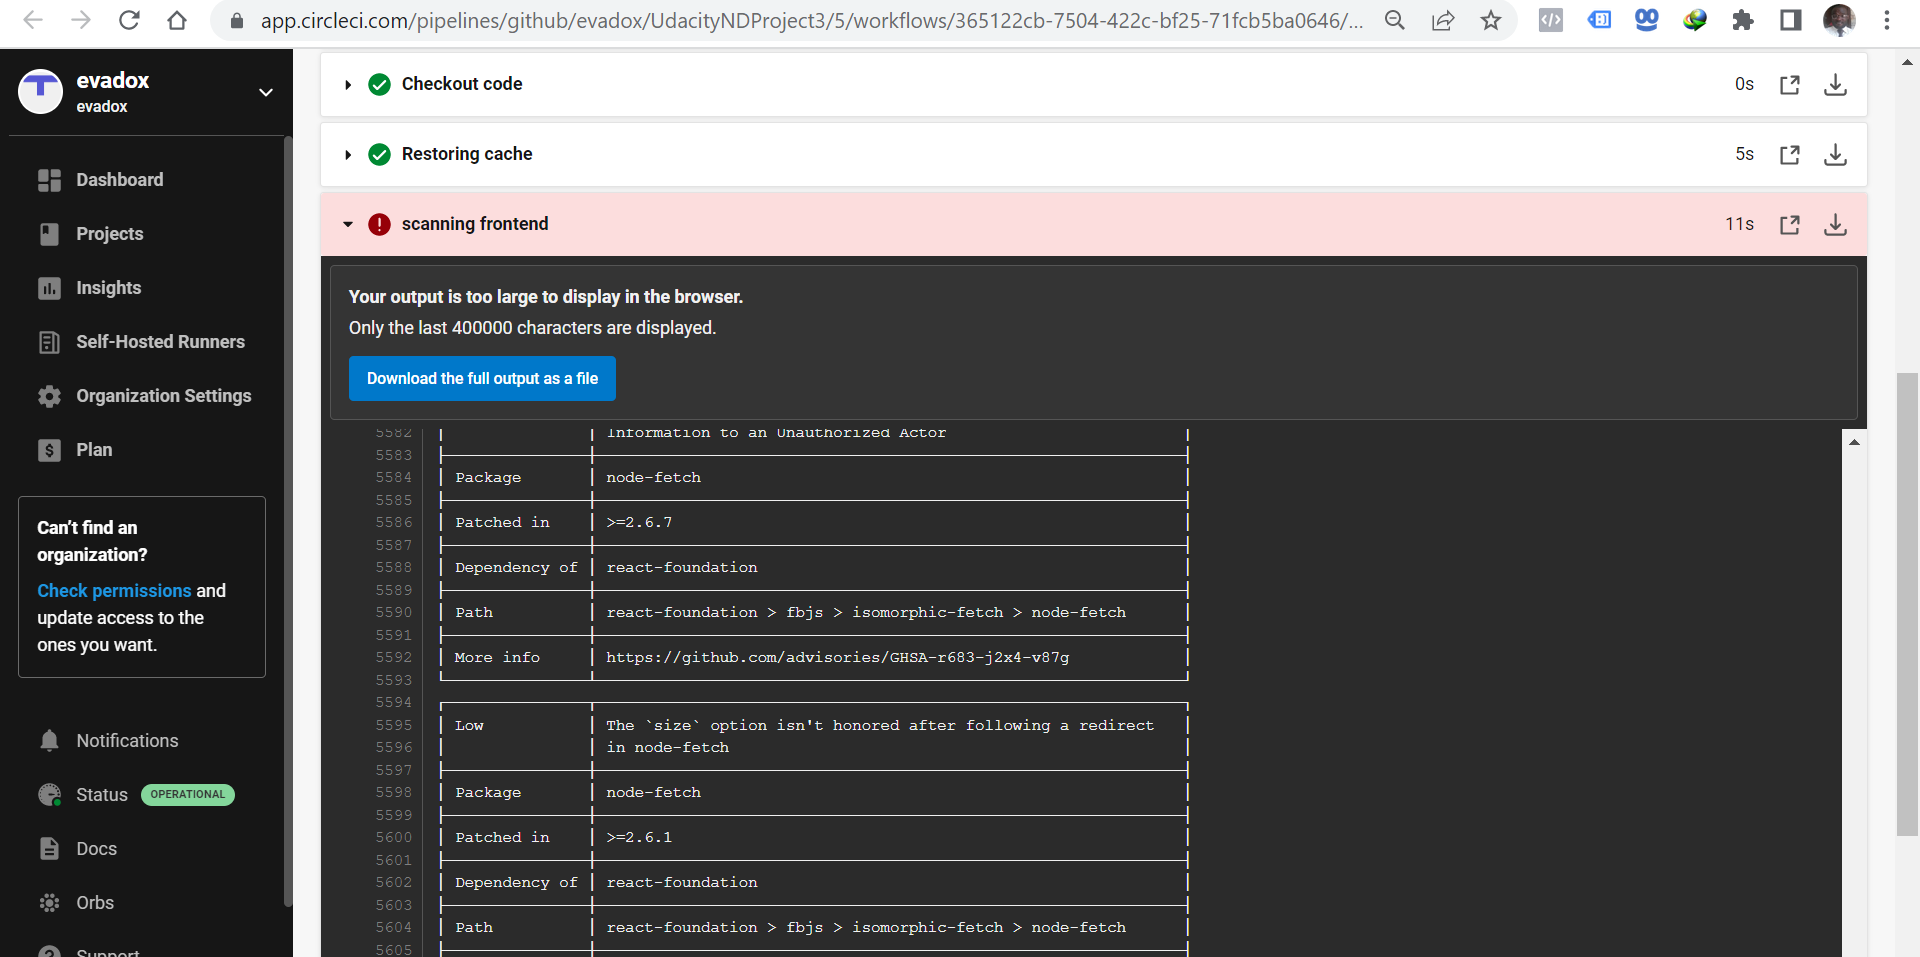 app.circleci.com/pipelines/github/evadox/UdacityNDProject3/5/workflows/365122cb-7504-422c-bf25-71fcb5ba0646/...
evadox
evadox
Dashboard
Projects
Insights
Self-Hosted Runners
Organization Settings
Plan
Can't find an
organization?
Check permissions and
update access to the
ones you want.
Notifications
Status OPERATIONAL
Docs
Orbs
Support
Checkout code 0s
Restoring cache 5s
scanning frontend 11s
Your output is too large to display in the browser.
Only the last 400000 characters are displayed.
Download the full output as a file
5582 Information to an Unauthorized Actor
5583
5584 Package node-fetch
5585
5586 Patched in >=2.6.7
5587
5588 Dependency of react-foundation
5589
5590 Path react-foundation > fbjs > isomorphic-fetch > node-fetch
5591
5592 More info https://github.com/advisories/GHSA-r683-j2x4-v87g
5593
5594
5595 Low The `size` option isn't honored after following a redirect
5596 in node-fetch
5597
5598 Package node-fetch
5599
5600 Patched in >=2.6.1
5601
5602 Dependency of react-foundation
5603
5604 Path react-foundation > fbjs > isomorphic-fetch > node-fetch
5605